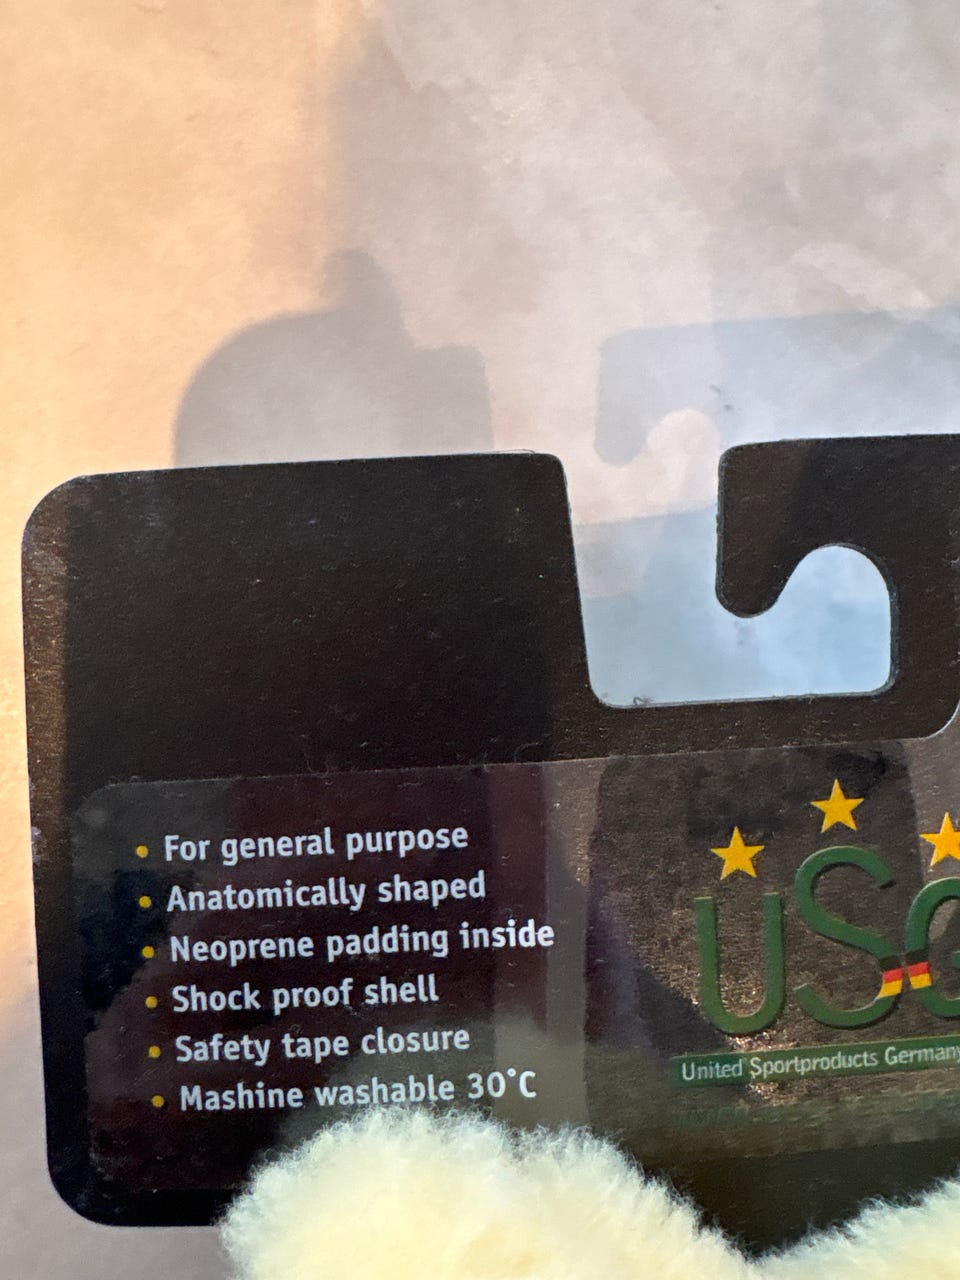 • For general purpose
• Anatomically shaped
• Neoprene padding inside
• Shock proof shell
• Safety tape closure
• Mashine washable 30°C
USG
United Sportproducts Germany